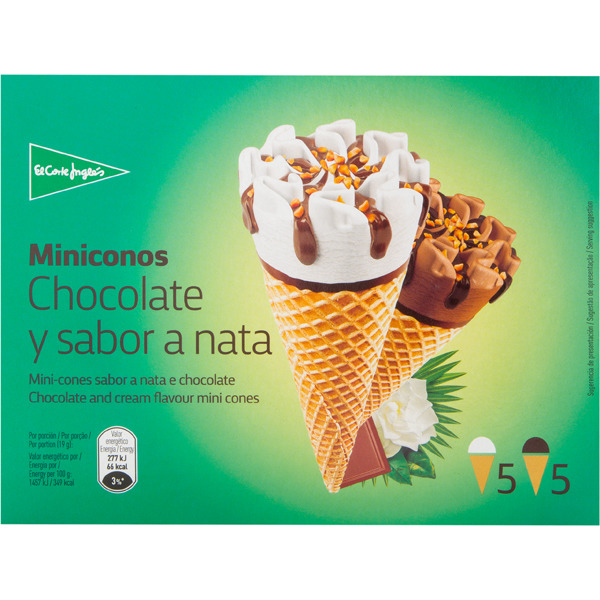 El Corte Inglés
Miniconos
Chocolate
y sabor a nata
Mini-cones sabor a nata e chocolate
Chocolate and cream flavour mini cones
Por porción / Por porção /
Per portion (19 g):
Valor energético por /
Energia por /
Energy per 100 g:
1457 kJ / 349 kcal
Valor
energético
Energia / Energy
277 kJ
66 kcal
3%*
5 5
Sugerencia de presentación / Sugestão de apresentação / Serving suggestion